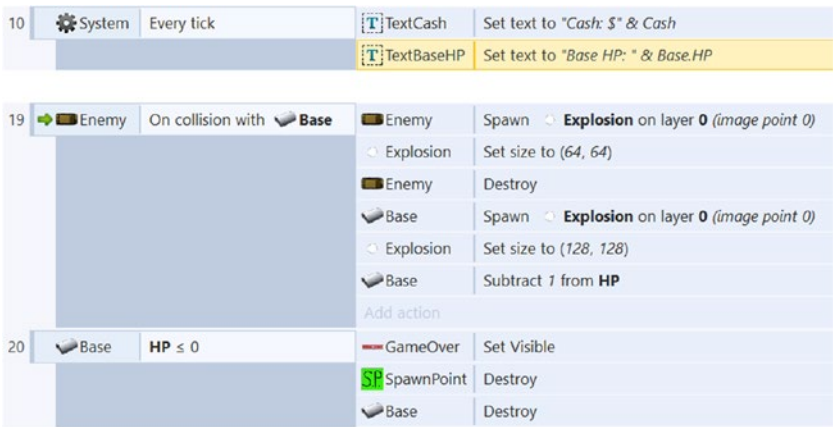 10 System Every tick T TextCash Set text to "Cash: $" & Cash
T TextBaseHP Set text to "Base HP: " & Base.HP
19 Enemy On collision with Base Enemy Spawn Explosion on layer 0 (image point 0)
Explosion Set size to (64, 64)
Enemy Destroy
Base Spawn Explosion on layer 0 (image point 0)
Explosion Set size to (128, 128)
Base Subtract 1 from HP
Add action
20 Base HP ≤ 0 GameOver Set Visible
S.P. SpawnPoint Destroy
Base Destroy